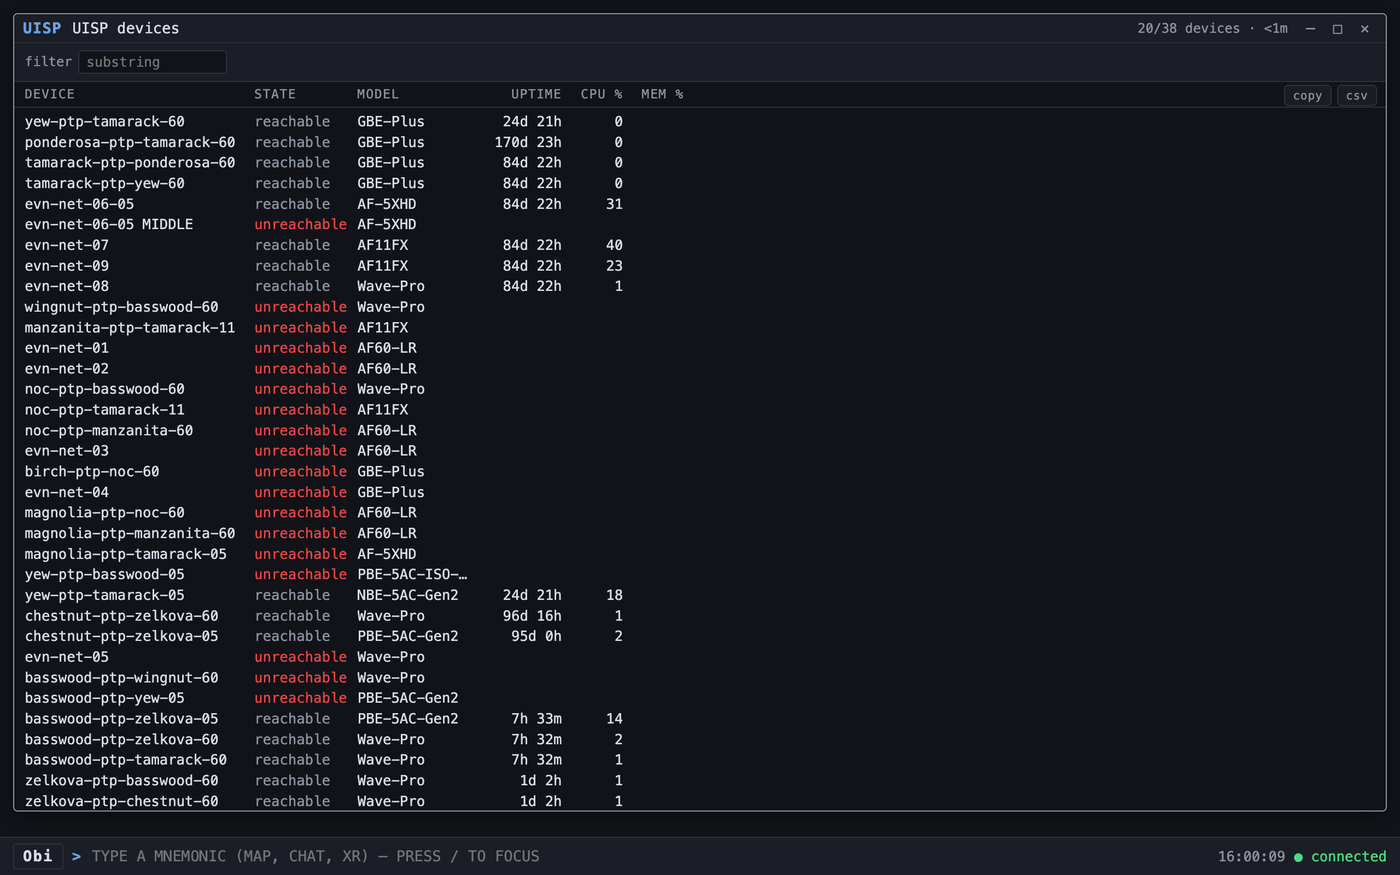 UISP UISP devices 20/38 devices · <1m — □ ×
filter substring
DEVICE STATE MODEL UPTIME CPU % MEM % copy csv
yew-ptp-tamarack-60 reachable GBE-Plus 24d 21h 0
ponderosa-ptp-tamarack-60 reachable GBE-Plus 170d 23h 0
tamarack-ptp-ponderosa-60 reachable GBE-Plus 84d 22h 0
tamarack-ptp-yew-60 reachable GBE-Plus 84d 22h 0
evn-net-06-05 reachable AF-5XHD 84d 22h 31
evn-net-06-05 MIDDLE unreachable AF-5XHD
evn-net-07 reachable AF11FX 84d 22h 40
evn-net-09 reachable AF11FX 84d 22h 23
evn-net-08 reachable Wave-Pro 84d 22h 1
wingnut-ptp-basswood-60 unreachable Wave-Pro
manzanita-ptp-tamarack-11 unreachable AF11FX
evn-net-01 unreachable AF60-LR
evn-net-02 unreachable AF60-LR
noc-ptp-basswood-60 unreachable Wave-Pro
noc-ptp-tamarack-11 unreachable AF11FX
noc-ptp-manzanita-60 unreachable AF60-LR
evn-net-03 unreachable AF60-LR
birch-ptp-noc-60 unreachable GBE-Plus
evn-net-04 unreachable GBE-Plus
magnolia-ptp-noc-60 unreachable AF60-LR
magnolia-ptp-manzanita-60 unreachable AF60-LR
magnolia-ptp-tamarack-05 unreachable AF-5XHD
yew-ptp-basswood-05 unreachable PBE-5AC-ISO-…
yew-ptp-tamarack-05 reachable NBE-5AC-Gen2 24d 21h 18
chestnut-ptp-zelkova-60 reachable Wave-Pro 96d 16h 1
chestnut-ptp-zelkova-05 reachable PBE-5AC-Gen2 95d 0h 2
evn-net-05 unreachable Wave-Pro
basswood-ptp-wingnut-60 unreachable Wave-Pro
basswood-ptp-yew-05 unreachable PBE-5AC-Gen2
basswood-ptp-zelkova-05 reachable PBE-5AC-Gen2 7h 33m 14
basswood-ptp-zelkova-60 reachable Wave-Pro 7h 32m 2
basswood-ptp-tamarack-60 reachable Wave-Pro 7h 32m 1
zelkova-ptp-basswood-60 reachable Wave-Pro 1d 2h 1
zelkova-ptp-chestnut-60 reachable Wave-Pro 1d 2h 1
Obi > TYPE A MNEMONIC (MAP, CHAT, XR) — PRESS / TO FOCUS 16:00:09 ● connected